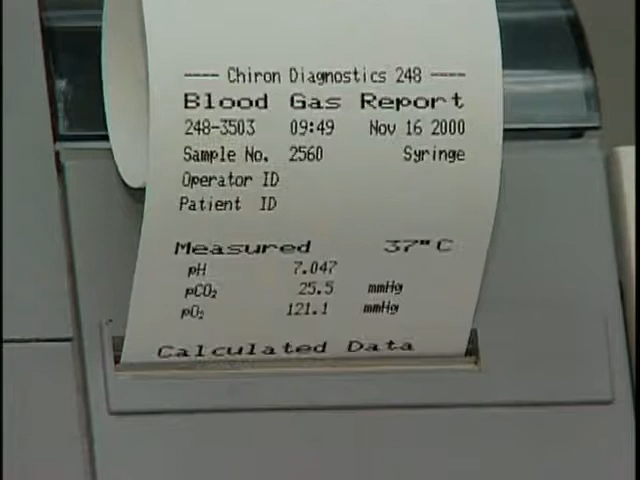 ---- Chiron Diagnostics 248 ----
Blood Gas Report
248-3503 09:49 Nov 16 2000
Sample No. 2560 Syringe
Operator ID
Patient ID
Measured 37°C
pH 7.047
pCO₂ 25.5 mmHg
pO₂ 121.1 mmHg
Calculated Data